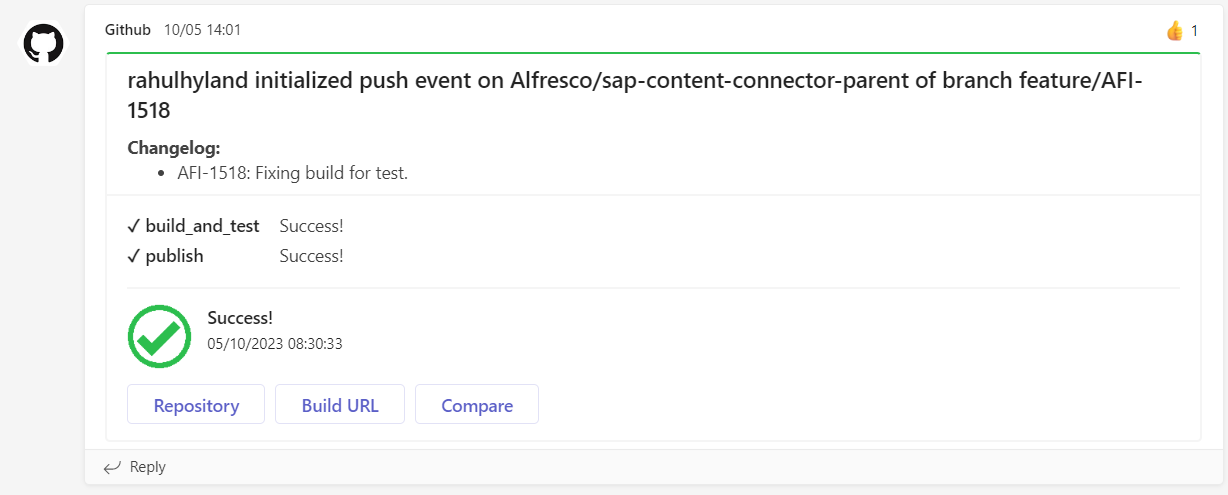 Github 10/05 14:01 👍 1
rahulhyland initialized push event on Alfresco/sap-content-connector-parent of branch feature/AFI-
1518
Changelog:
• AFI-1518: Fixing build for test.
✓ build_and_test Success!
✓ publish Success!
Success!
05/10/2023 08:30:33
Repository Build URL Compare
Reply